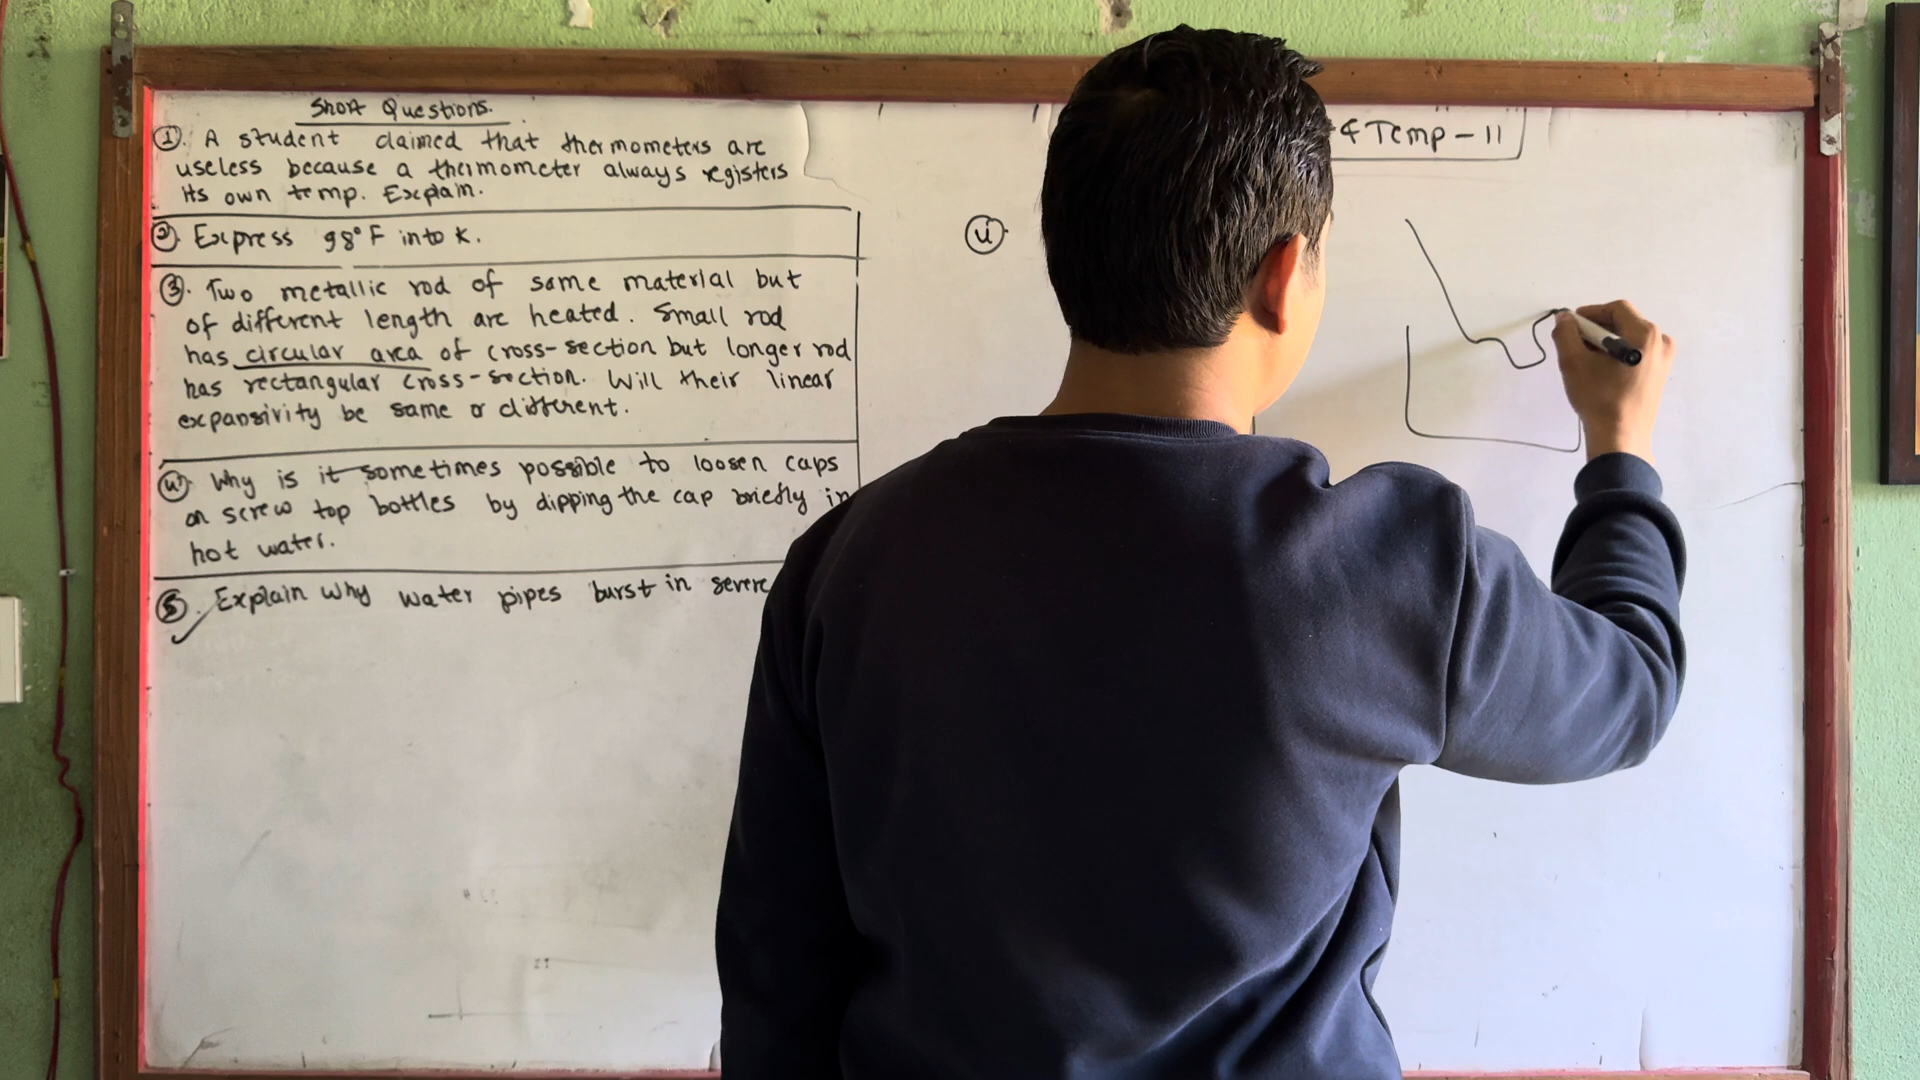 Short Questions.
①. A student claimed that thermometers are
useless because a thermometer always registers
its own temp. Explain.
②. Express 98°F into K.
③. Two metallic rod of same material but
of different length are heated. Small rod
has circular area of cross-section but longer rod
has rectangular cross-section. Will their linear
expansivity be same or different.
④. Why is it sometimes possible to loosen caps
on screw top bottles by dipping the cap briefly in
hot water.
⑤. Explain why water pipes burst in severe
& Temp - 11
④.